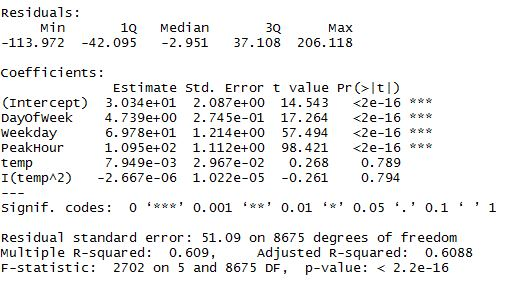 Residuals:
     Min       1Q   Median       3Q      Max
-113.972  -42.095   -2.951   37.108  206.118

Coefficients:
              Estimate Std. Error t value Pr(>|t|)
(Intercept)  3.034e+01  2.087e+00  14.543   <2e-16 ***
DayOfWeek    4.739e+00  2.745e-01  17.264   <2e-16 ***
Weekday      6.978e+01  1.214e+00  57.494   <2e-16 ***
PeakHour     1.095e+02  1.112e+00  98.421   <2e-16 ***
temp         7.949e-03  2.967e-02   0.268    0.789
I(temp^2)   -2.667e-06  1.022e-05  -0.261    0.794
---
Signif. codes:  0 ‘***’ 0.001 ‘**’ 0.01 ‘*’ 0.05 ‘.’ 0.1 ‘ ’ 1

Residual standard error: 51.09 on 8675 degrees of freedom
Multiple R-squared:  0.609,	Adjusted R-squared:  0.6088
F-statistic:  2702 on 5 and 8675 DF,  p-value: < 2.2e-16